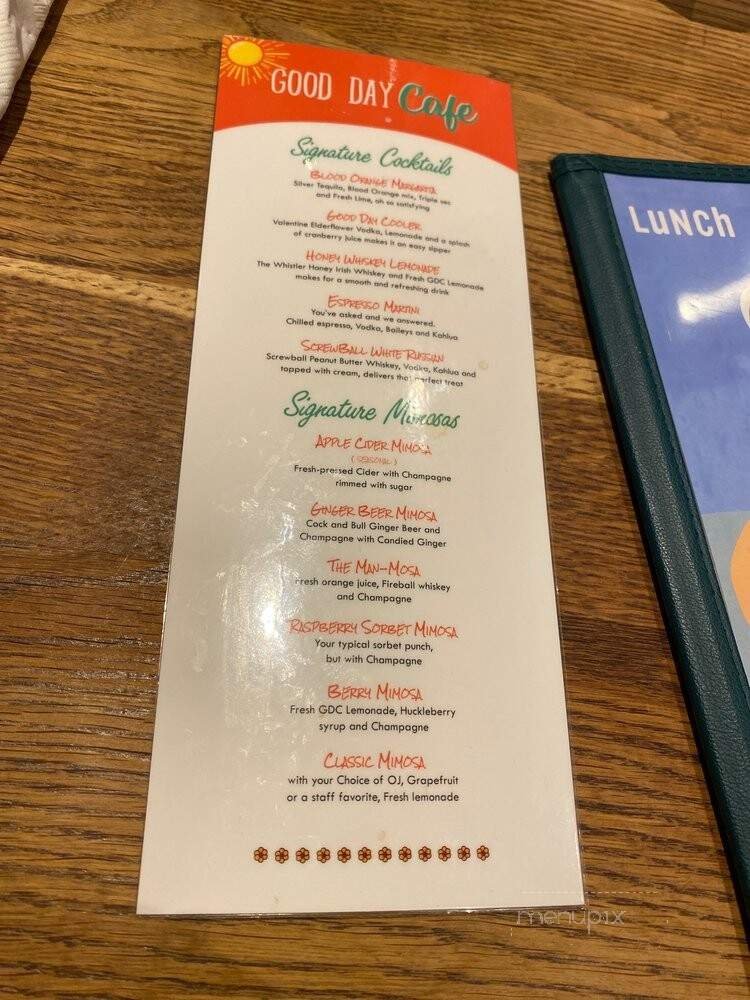 GOOD DAY Cafe
Signature Cocktails
BLOOD ORANGE MARGARITA
Silver Tequila, Blood Orange mix, Triple sec
and Fresh Lime, oh so satisfying
GOOD DAY COOLER
Valentine Elderflower Vodka, Lemonade and a splash
of cranberry juice makes it an easy sipper
HONEY WHISKEY LEMONADE
The Whistler Honey Irish Whiskey and Fresh GDC Lemonade
makes for a smooth and refreshing drink
ESPRESSO MARTINI
You've asked and we answered.
Chilled espresso, Vodka, Baileys and Kahlua
SCREWBALL WHITE RUSSIAN
Screwball Peanut Butter Whiskey, Vodka, Kahlua and
topped with cream, delivers that perfect treat
Signature Mimosas
APPLE CIDER MIMOSA
(SEASONAL)
Fresh-pressed Cider with Champagne
rimmed with sugar
GINGER BEER MIMOSA
Cock and Bull Ginger Beer and
Champagne with Candied Ginger
THE MAN-MOSA
Fresh orange juice, Fireball whiskey
and Champagne
RASPBERRY SORBET MIMOSA
Your typical sorbet punch,
but with Champagne
BERRY MIMOSA
Fresh GDC Lemonade, Huckleberry
syrup and Champagne
CLASSIC MIMOSA
with your Choice of OJ, Grapefruit
or a staff favorite, Fresh lemonade
LUNCh
menupix